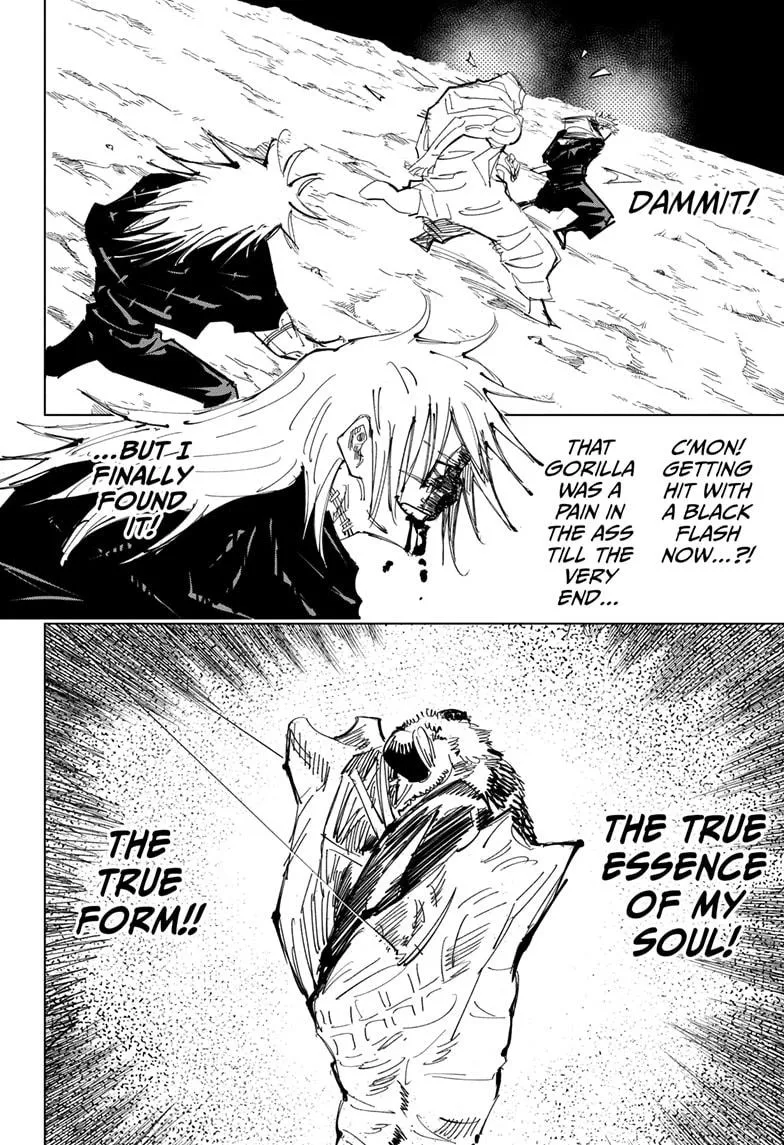 DAMMIT!
C'MON!
GETTING
HIT WITH
A BLACK
FLASH
NOW...?!
THAT
GORILLA
WAS A
PAIN IN
THE ASS
TILL THE
VERY
END...
...BUT I
FINALLY
FOUND
IT!
THE TRUE
ESSENCE
OF MY
SOUL!
THE
TRUE
FORM!!